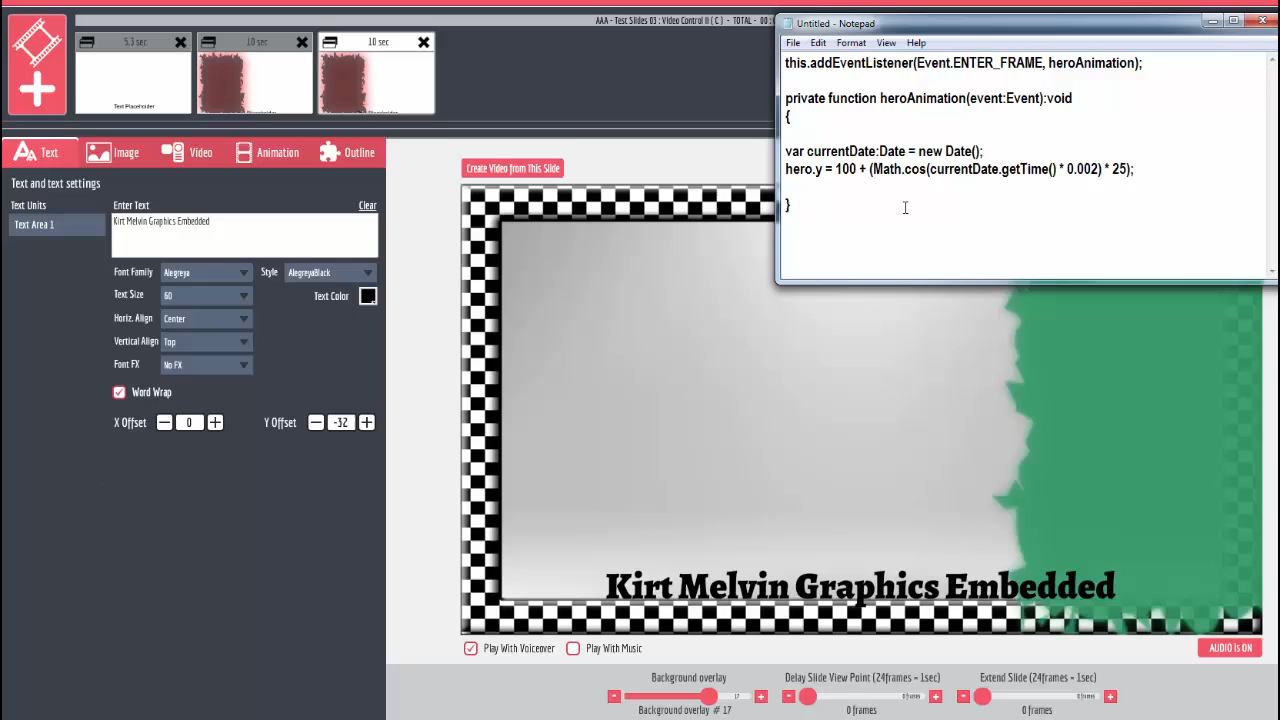 AAA - Test Slides 03 : Video Control II ( C ) - TOTAL - 00 :
5.3 sec
10 sec
10 sec
Text Placeholder
Untitled - Notepad
File Edit Format View Help
this.addEventListener(Event.ENTER_FRAME, heroAnimation);
private function heroAnimation(event:Event):void
{
var currentDate:Date = new Date();
hero.y = 100 + (Math.cos(currentDate.getTime() * 0.002) * 25);
}
Text Image Video Animation Outline
Text and text settings
Text Units
Text Area 1
Enter Text Clear
Kirt Melvin Graphics Embedded
Font Family Alegreya Style AlegreyaBlack
Text Size 60 Text Color
Horiz. Align Center
Vertical Align Top
Font FX No FX
Word Wrap
X Offset 0 Y Offset -32
Create Video from This Slide
Kirt Melvin Graphics Embedded
Play With Voiceover Play With Music AUDIO is ON
Background overlay Delay Slide View Point (24frames = 1sec) Extend Slide (24frames = 1sec)
17 0 frames 0 frames
Background overlay # 17 0 frames 0 frames